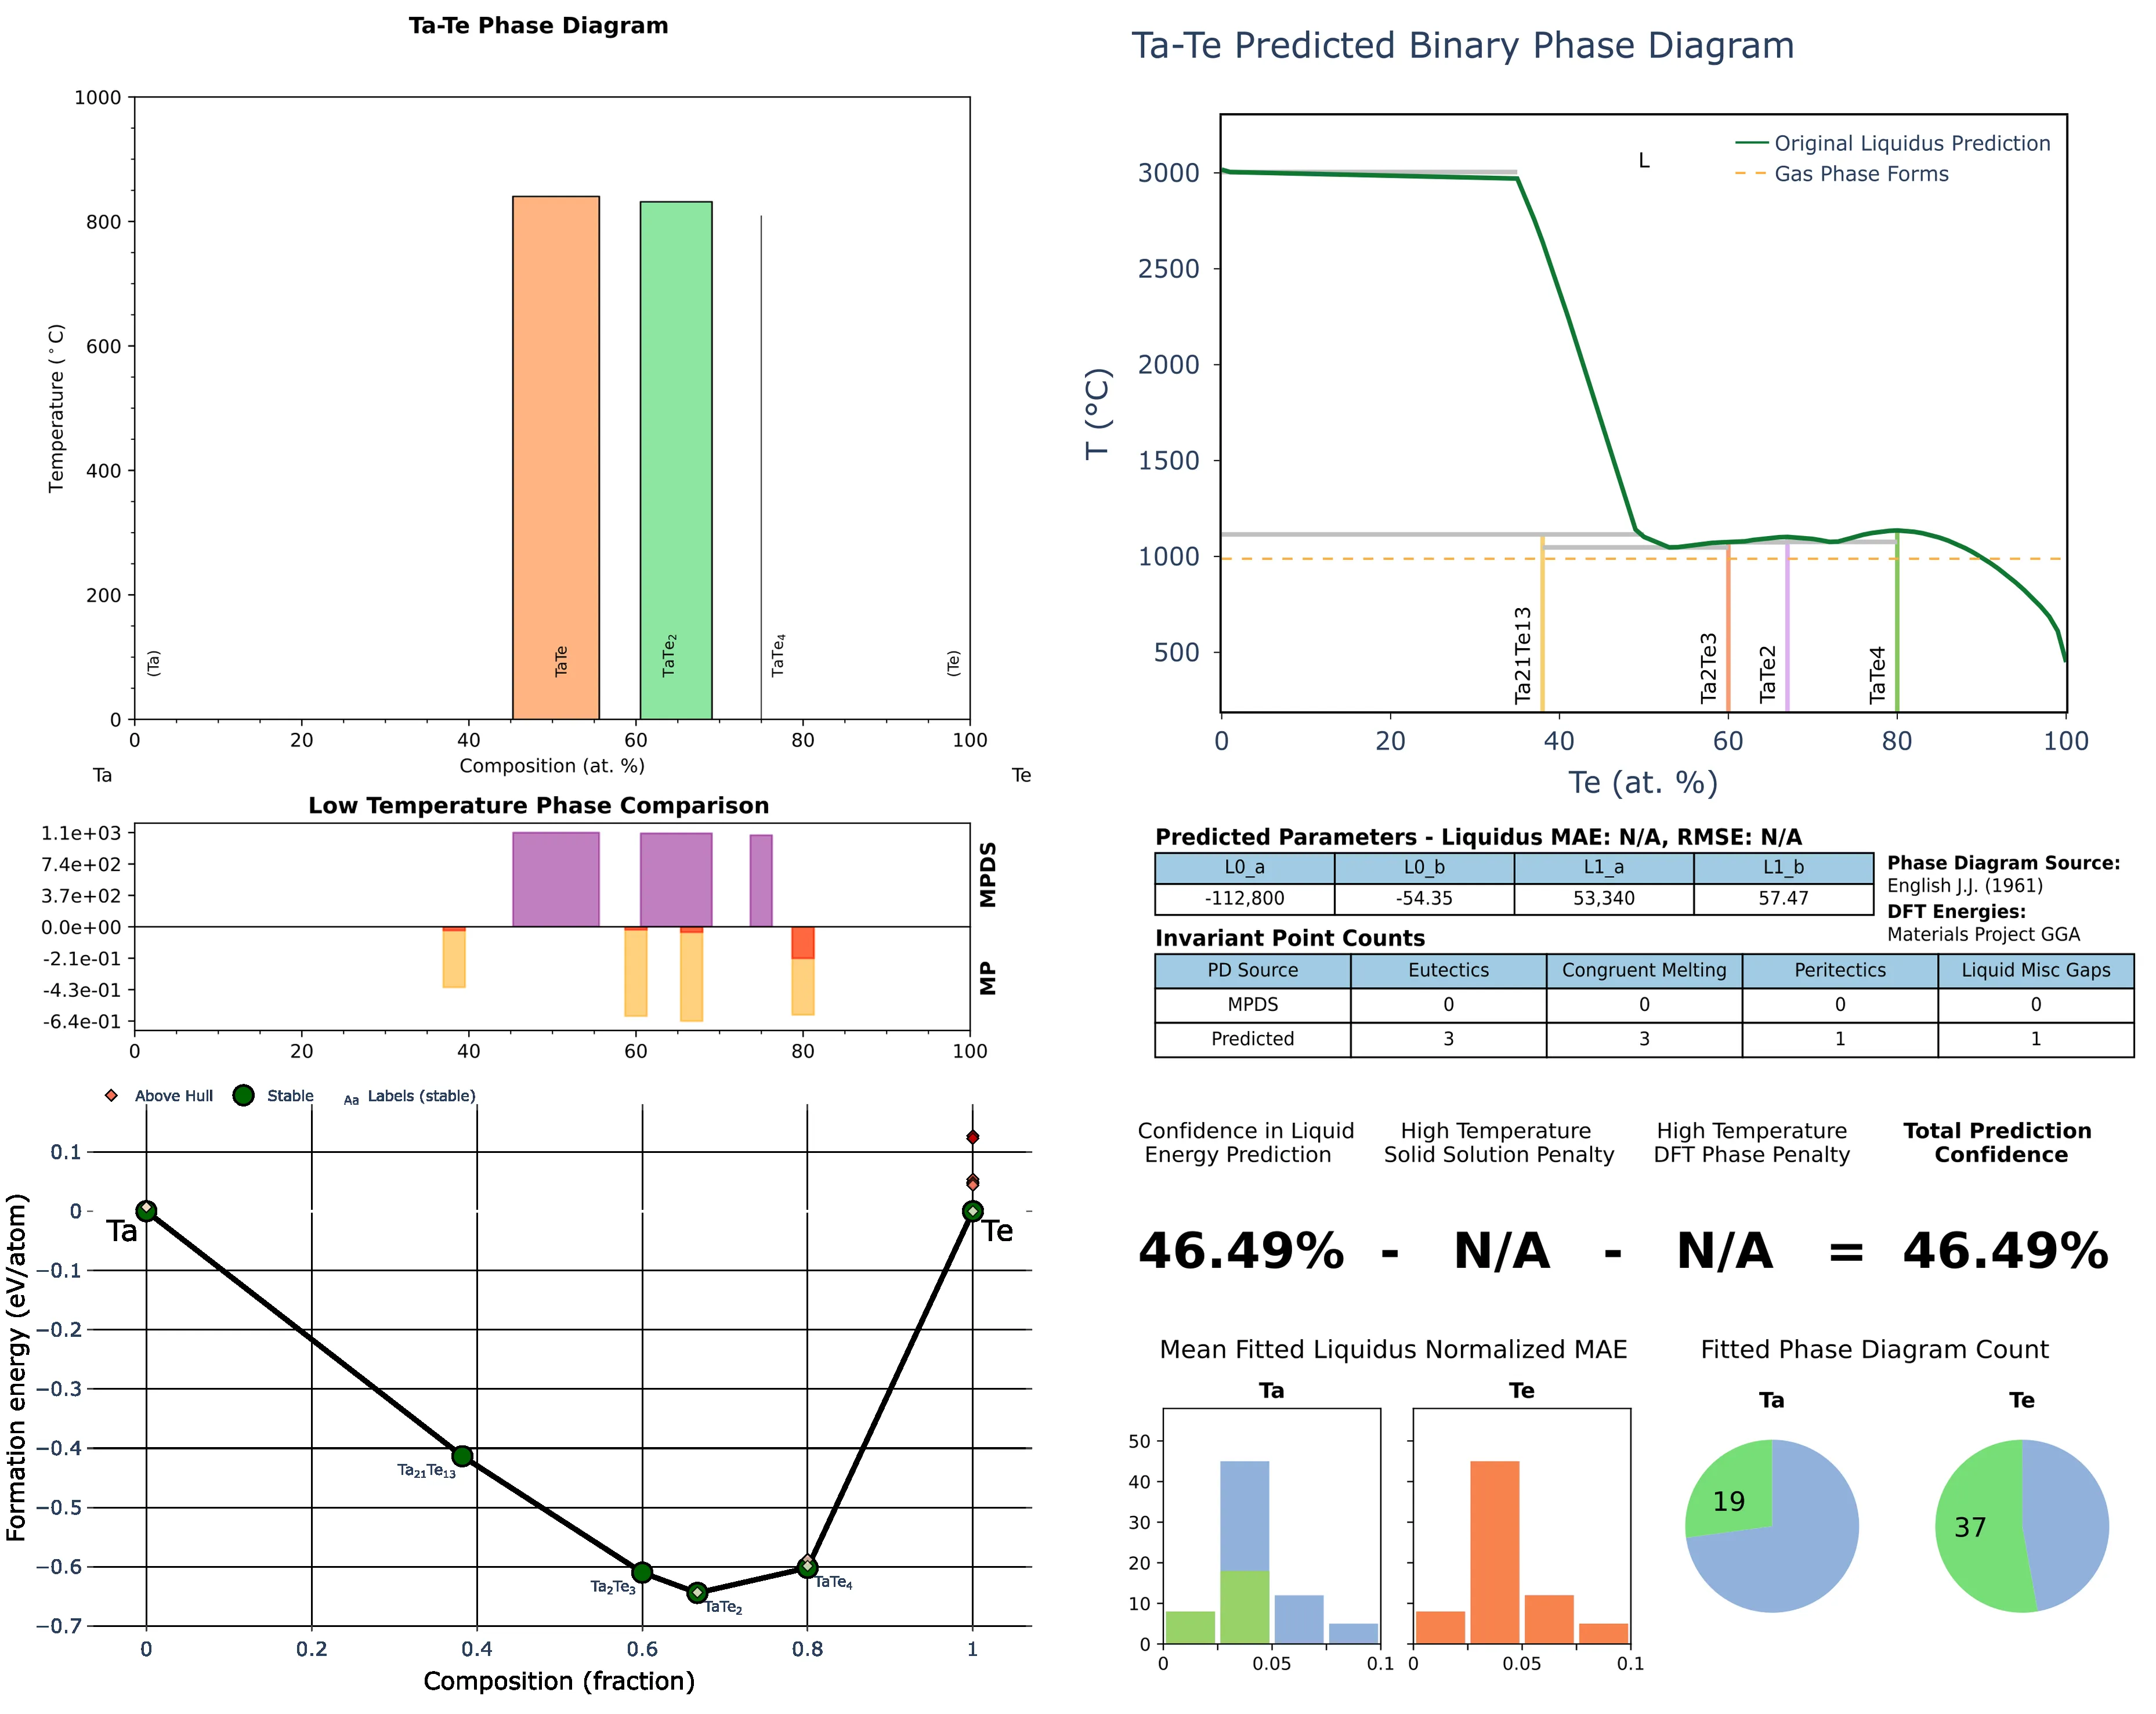 Ta-Te Phase Diagram
1000
800
600
400
200
0
Temperature (°C)
(Ta)
TaTe
TaTe₂
TaTe₄
(Te)
0 20 40 60 80 100
Composition (at. %)
Ta
Te
Low Temperature Phase Comparison
1.1e+03
7.4e+02
3.7e+02
0.0e+00
-2.1e-01
-4.3e-01
-6.4e-01
MPDS
MP
0 20 40 60 80 100
Above Hull Stable Aa Labels (stable)
0.1
0
−0.1
−0.2
−0.3
−0.4
−0.5
−0.6
−0.7
Formation energy (eV/atom)
Ta
Te
Ta₂₁Te₁₃
Ta₂Te₃
TaTe₂
TaTe₄
0 0.2 0.4 0.6 0.8 1
Composition (fraction)
Ta-Te Predicted Binary Phase Diagram
L
Original Liquidus Prediction
Gas Phase Forms
3000
2500
2000
1500
1000
500
T (°C)
Ta21Te13
Ta2Te3
TaTe2
TaTe4
0 20 40 60 80 100
Te (at. %)
Predicted Parameters - Liquidus MAE: N/A, RMSE: N/A
L0_a L0_b L1_a L1_b
-112,800 -54.35 53,340 57.47
Phase Diagram Source:
English J.J. (1961)
DFT Energies:
Materials Project GGA
Invariant Point Counts
PD Source Eutectics Congruent Melting Peritectics Liquid Misc Gaps
MPDS 0 0 0 0
Predicted 3 3 1 1
Confidence in Liquid
Energy Prediction
High Temperature
Solid Solution Penalty
High Temperature
DFT Phase Penalty
Total Prediction
Confidence
46.49% - N/A - N/A = 46.49%
Mean Fitted Liquidus Normalized MAE
Ta
Te
50
40
30
20
10
0
0 0.05 0.1
0 0.05 0.1
Fitted Phase Diagram Count
Ta
Te
19
37